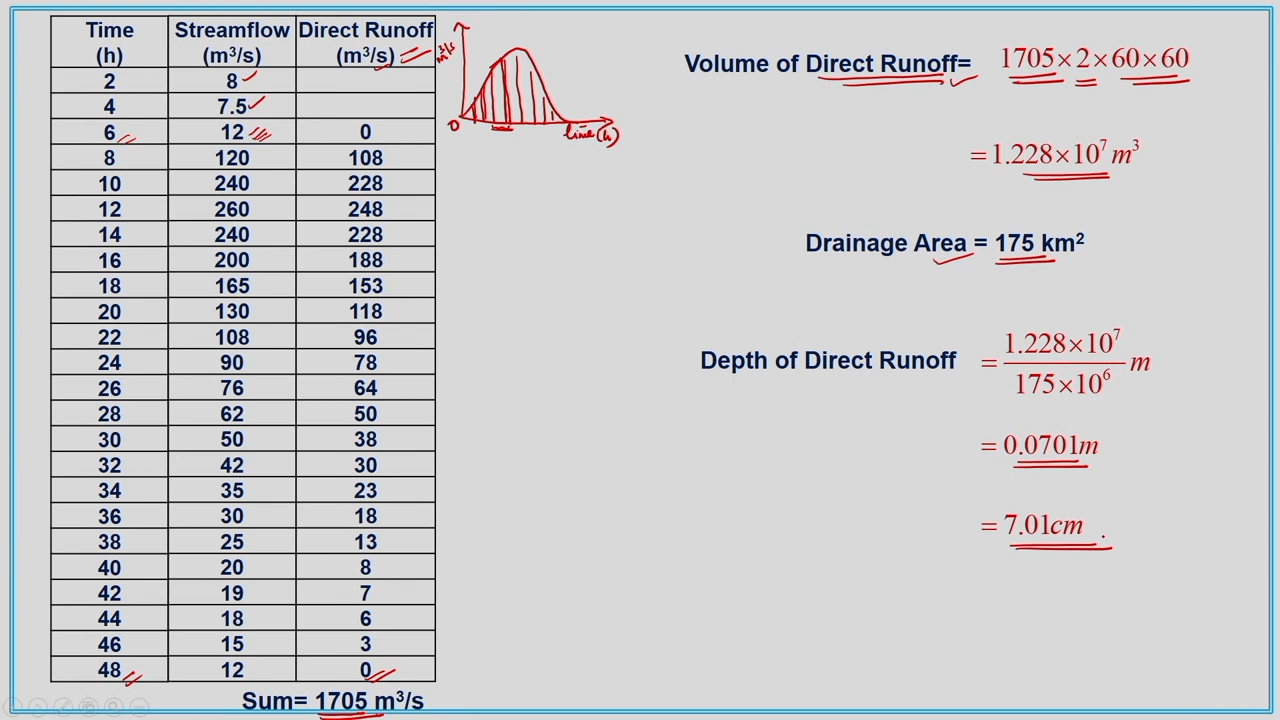 Time (h) Streamflow (m³/s) Direct Runoff (m³/s)
2 8
4 7.5
6 12 0
8 120 108
10 240 228
12 260 248
14 240 228
16 200 188
18 165 153
20 130 118
22 108 96
24 90 78
26 76 64
28 62 50
30 50 38
32 42 30
34 35 23
36 30 18
38 25 13
40 20 8
42 19 7
44 18 6
46 15 3
48 12 0
Sum= 1705 m³/s
m³/s
0
time (h)
Volume of Direct Runoff= 1705 × 2 × 60 × 60
= 1.228 × 10⁷ m³
Drainage Area = 175 km²
Depth of Direct Runoff = 1.228 × 10⁷ / 175 × 10⁶ m
= 0.0701m
= 7.01cm